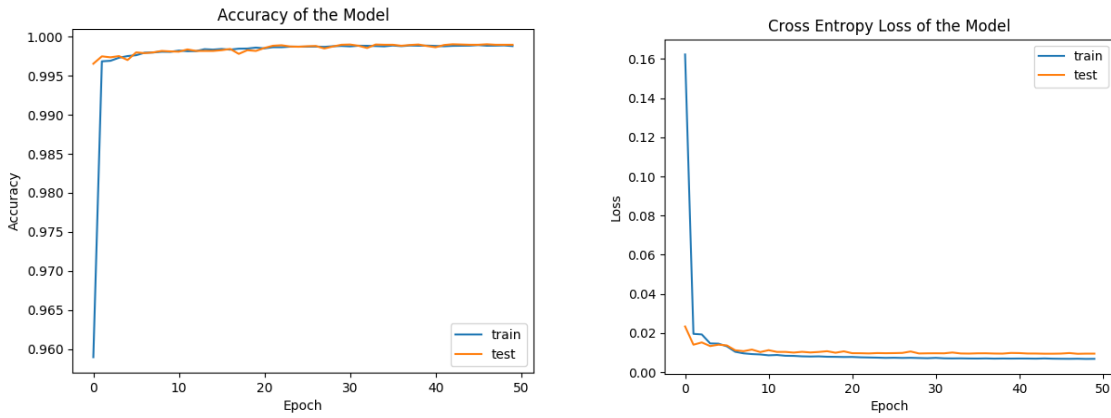 Accuracy of the Model
Accuracy
1.000
0.995
0.990
0.985
0.980
0.975
0.970
0.965
0.960
train
test
0 10 20 30 40 50
Epoch
Cross Entropy Loss of the Model
Loss
0.16
0.14
0.12
0.10
0.08
0.06
0.04
0.02
0.00
train
test
0 10 20 30 40 50
Epoch